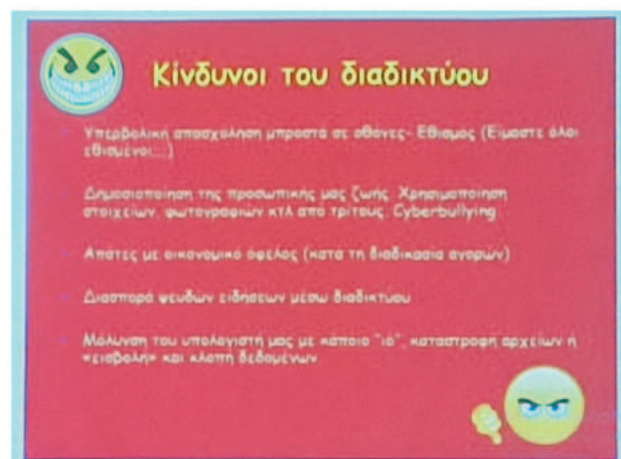 Κίνδυνοι του διαδικτύου
Υπερβολική απασχόληση μπροστά σε οθόνες- Εθισμος (Είμαστε όλοι
εθισμένοι....)
Δημοσιοποίηση της προσωπικής μας ζωής. Χρησιμοποίηση
στοιχείων, φωτογραφιών κτλ από τρίτους. Cyberbullying
Απάτες με οικονομικό όφελος (κατά τη διαδικασία αγορών)
Διασπορά ψευδών ειδήσεων μέσω διαδικτύου
Μόλυνση του υπολογιστή μας με κάποιο "ιό", καταστροφή αρχείων ή
«εισβολή» και κλοπή δεδομένων